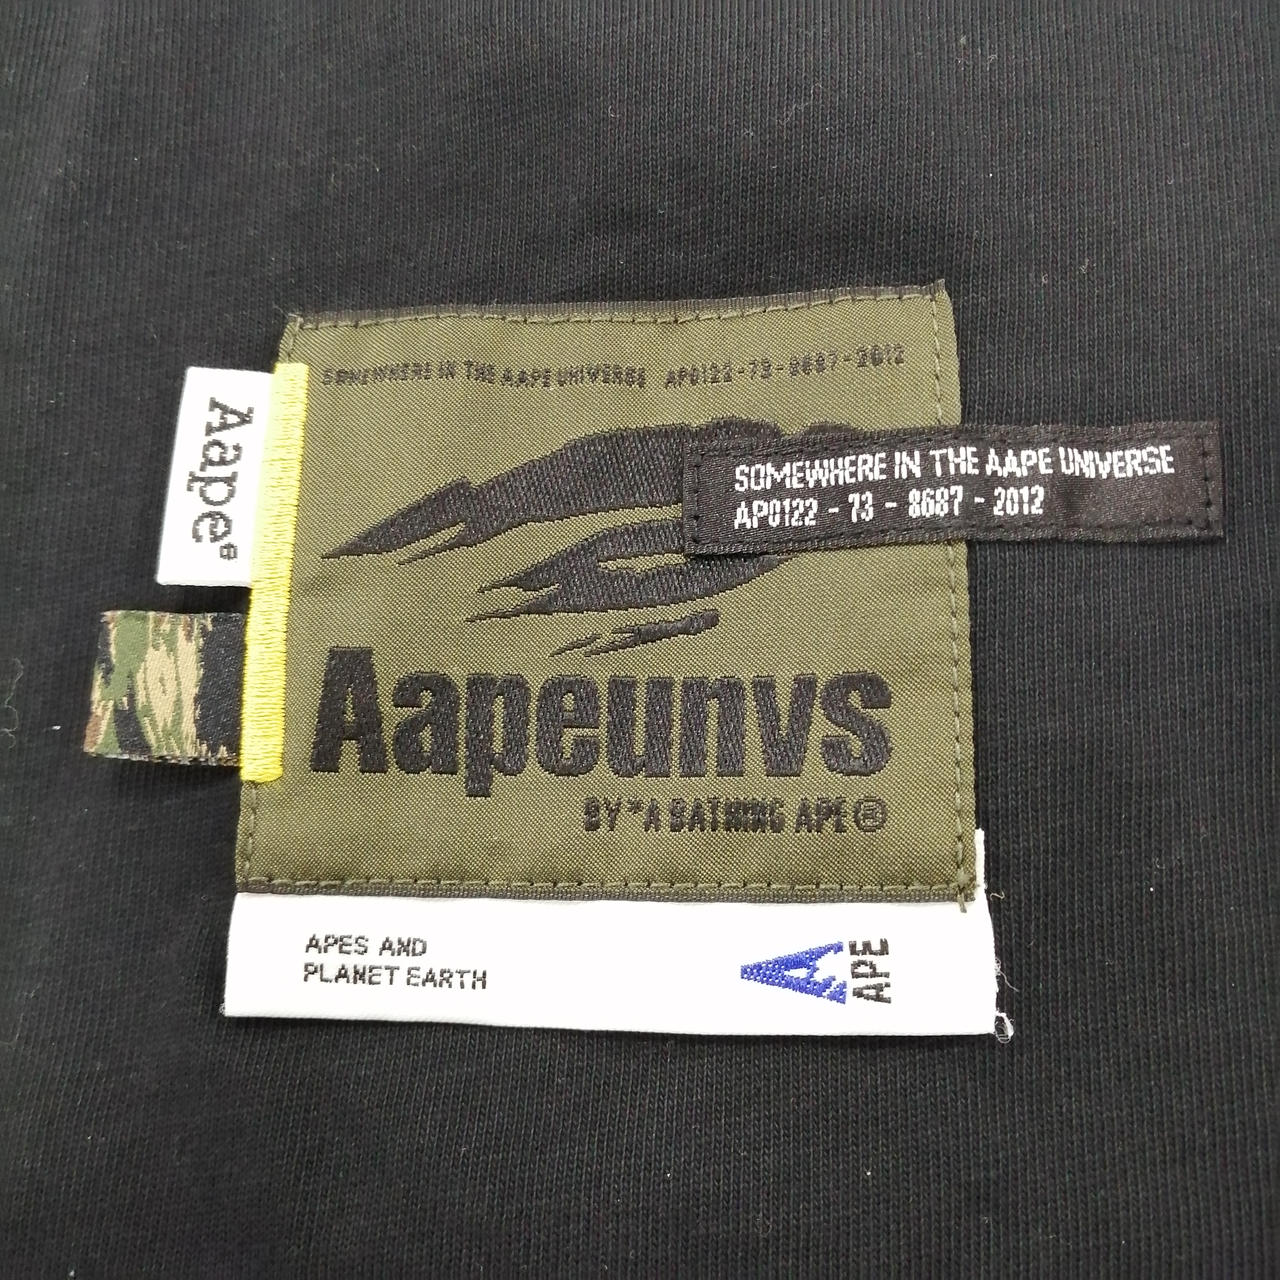 SOMEWHERE IN THE AAPE UNIVERSE AP0122-73-8687-2012
Aape®
SOMEWHERE IN THE AAPE UNIVERSE
AP0122 - 73 - 8687 - 2012
Aapeunvs
BY *A BATHING APE®
APES AND
PLANET EARTH
A APE